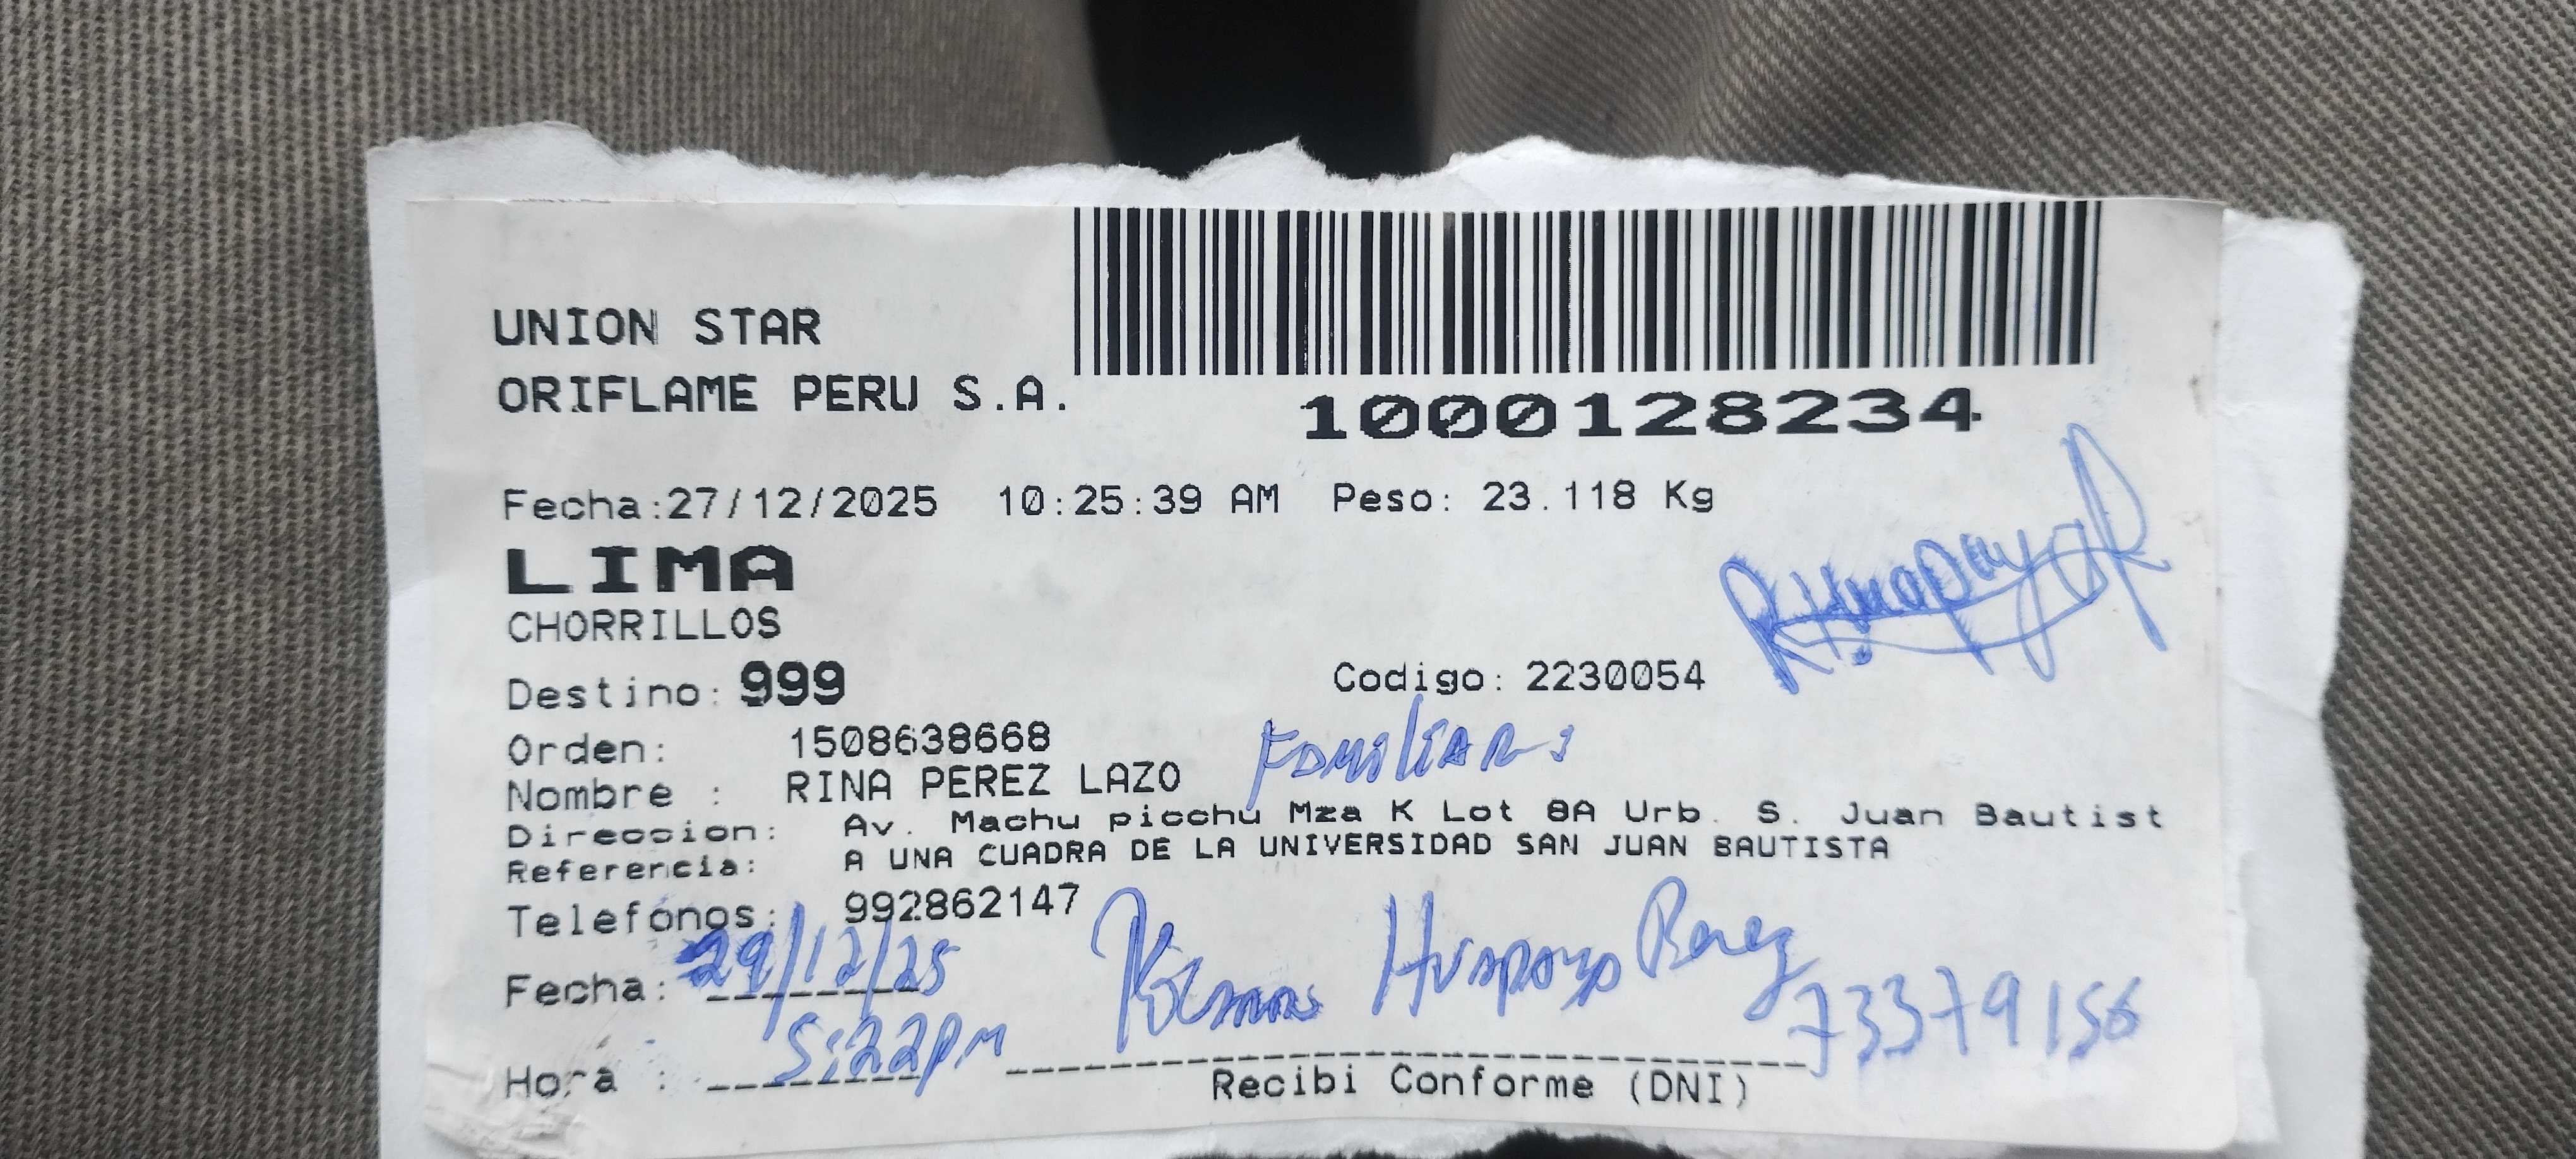 UNION STAR
ORIFLAME PERU S.A.
1000128234
Fecha:27/12/2025 10:25:39 AM Peso: 23.118 Kg
LIMA
CHORRILLOS
Destino: 999 Codigo: 2230054
Orden: 1508638668
Nombre : RINA PEREZ LAZO
Direccion: Av. Machu picchu Mza K Lot 8A Urb. S. Juan Bautist
Referencia: A UNA CUADRA DE LA UNIVERSIDAD SAN JUAN BAUTISTA
Telefonos: 992862147
Fecha: 29/12/25 Huapaya Perez 73379156
Hora : 5:22pm
Recibi Conforme (DNI)